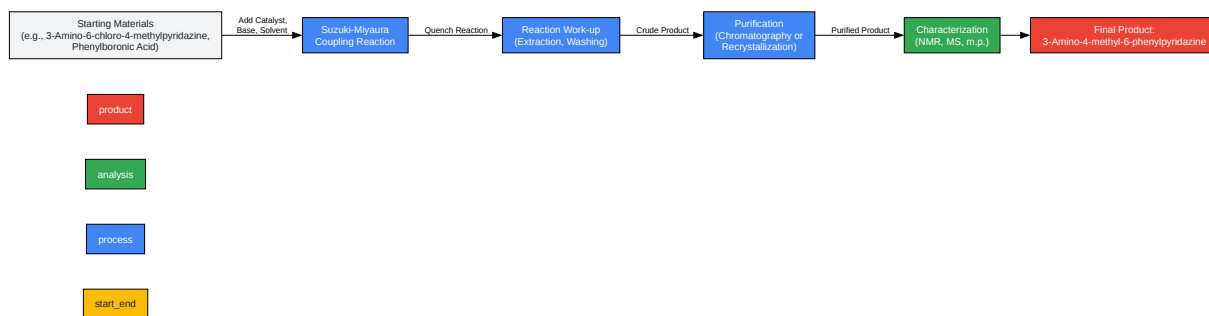 Starting Materials
(e.g., 3-Amino-6-chloro-4-methylpyridazine,
Phenylboronic Acid)
Add Catalyst,
Base, Solvent
Suzuki-Miyaura
Coupling Reaction
Quench Reaction
Reaction Work-up
(Extraction, Washing)
Crude Product
Purification
(Chromatography or
Recrystallization)
Purified Product
Characterization
(NMR, MS, m.p.)
Final Product:
3-Amino-4-methyl-6-phenylpyridazine
product
analysis
process
start_end